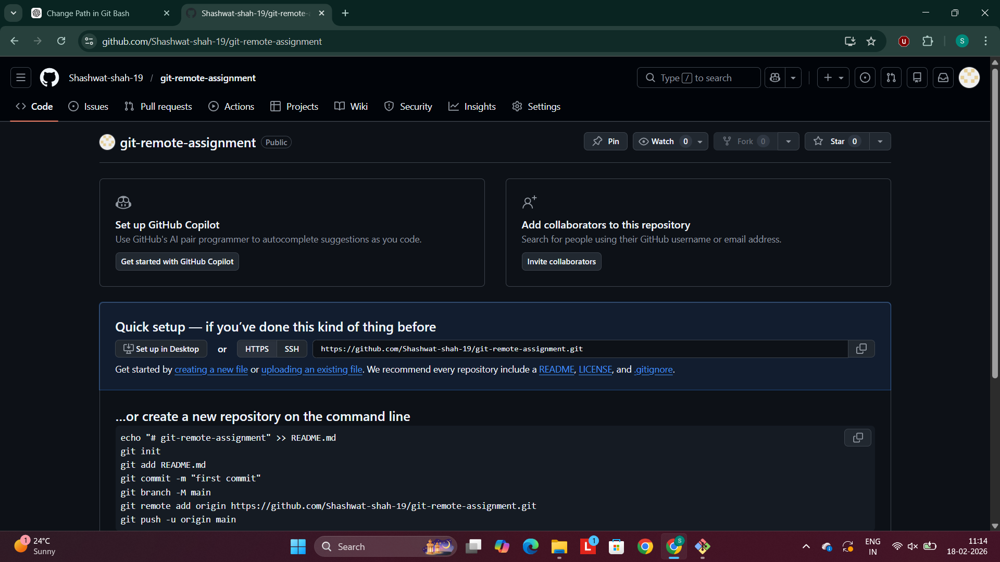 Change Path in Git Bash
Shashwat-shah-19/git-remote-a
github.com/Shashwat-shah-19/git-remote-assignment
U
S
Shashwat-shah-19 / git-remote-assignment
Type / to search
Code
Issues
Pull requests
Actions
Projects
Wiki
Security
Insights
Settings
git-remote-assignment Public
Pin
Watch 0
Fork 0
Star 0
Set up GitHub Copilot
Use GitHub's AI pair programmer to autocomplete suggestions as you code.
Get started with GitHub Copilot
Add collaborators to this repository
Search for people using their GitHub username or email address.
Invite collaborators
Quick setup — if you’ve done this kind of thing before
Set up in Desktop or HTTPS SSH https://github.com/Shashwat-shah-19/git-remote-assignment.git
Get started by creating a new file or uploading an existing file. We recommend every repository include a README, LICENSE, and .gitignore.
...or create a new repository on the command line
echo "# git-remote-assignment" >> README.md
git init
git add README.md
git commit -m "first commit"
git branch -M main
git remote add origin https://github.com/Shashwat-shah-19/git-remote-assignment.git
git push -u origin main
1
24°C
Sunny
Search
L
1
S
ENG
IN
11:14
18-02-2026